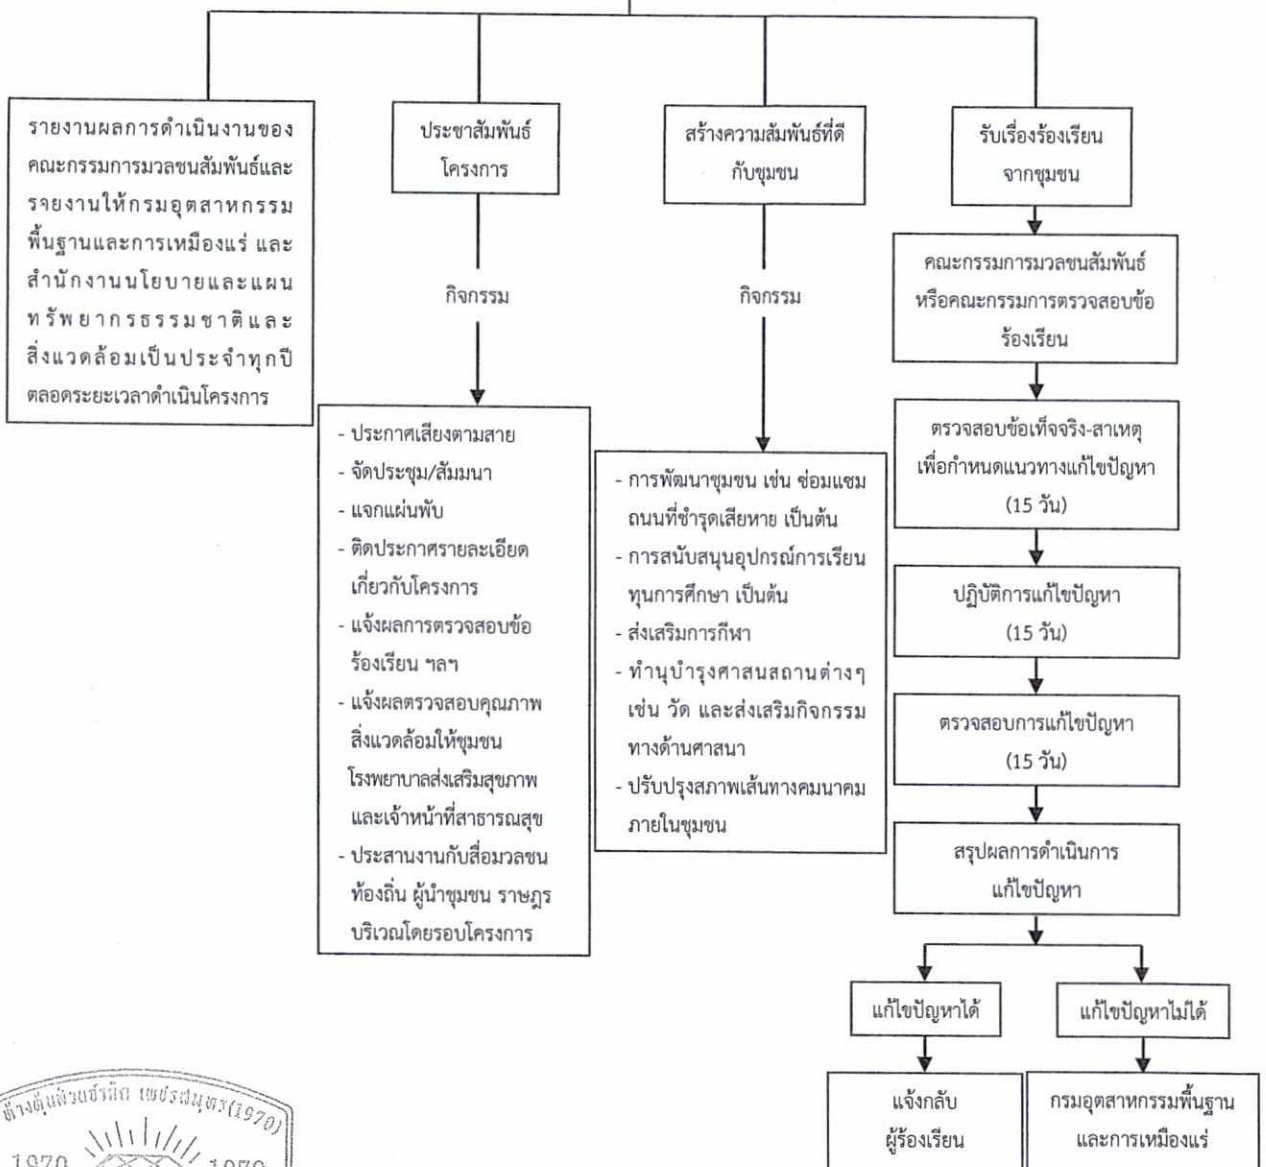 รายงานผลการดำเนินงานของ
คณะกรรมการมวลชนสัมพันธ์และ
รายงานให้กรมอุตสาหกรรม
พื้นฐานและการเหมืองแร่ และ
สำนักงานนโยบายและแผน
ทรัพยากรธรรมชาติและ
สิ่งแวดล้อมเป็นประจำทุกปี
ตลอดระยะเวลาดำเนินโครงการ
ประชาสัมพันธ์
โครงการ
กิจกรรม
- ประกาศเสียงตามสาย
- จัดประชุม/สัมมนา
- แจกแผ่นพับ
- ติดประกาศรายละเอียด
เกี่ยวกับโครงการ
- แจ้งผลการตรวจสอบข้อ
ร้องเรียน ฯลฯ
- แจ้งผลตรวจสอบคุณภาพ
สิ่งแวดล้อมให้ชุมชน
โรงพยาบาลส่งเสริมสุขภาพ
และเจ้าหน้าที่สาธารณสุข
- ประสานงานกับสื่อมวลชน
ท้องถิ่น ผู้นำชุมชน ราษฎร
บริเวณโดยรอบโครงการ
สร้างความสัมพันธ์ที่ดี
กับชุมชน
กิจกรรม
- การพัฒนาชุมชน เช่น ซ่อมแซม
ถนนที่ชำรุดเสียหาย เป็นต้น
- การสนับสนุนอุปกรณ์การเรียน
ทุนการศึกษา เป็นต้น
- ส่งเสริมการกีฬา
- ทำนุบำรุงศาสนสถานต่างๆ
เช่น วัด และส่งเสริมกิจกรรม
ทางด้านศาสนา
- ปรับปรุงสภาพเส้นทางคมนาคม
ภายในชุมชน
รับเรื่องร้องเรียน
จากชุมชน
คณะกรรมการมวลชนสัมพันธ์
หรือคณะกรรมการตรวจสอบข้อ
ร้องเรียน
ตรวจสอบข้อเท็จจริง-สาเหตุ
เพื่อกำหนดแนวทางแก้ไขปัญหา
(15 วัน)
ปฏิบัติการแก้ไขปัญหา
(15 วัน)
ตรวจสอบการแก้ไขปัญหา
(15 วัน)
สรุปผลการดำเนินการ
แก้ไขปัญหา
แก้ไขปัญหาได้
แก้ไขปัญหาไม่ได้
แจ้งกลับ
ผู้ร้องเรียน
กรมอุตสาหกรรมพื้นฐาน
และการเหมืองแร่
(1970)
1970